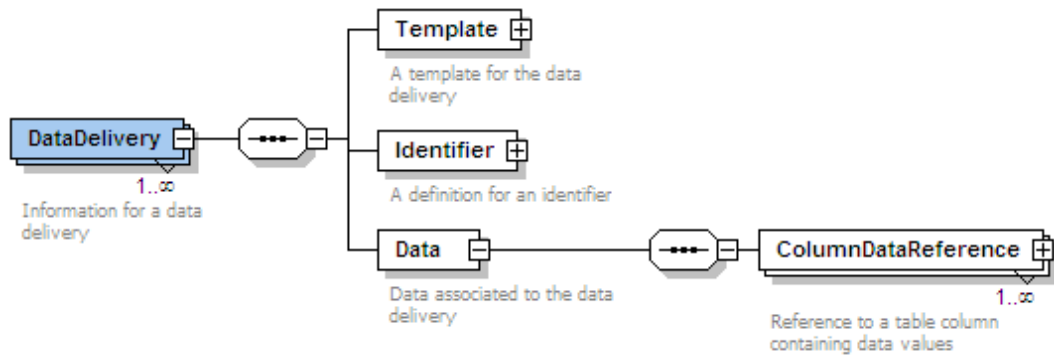 Template
A template for the data
delivery
DataDelivery
1..∞
Information for a data
delivery
Identifier
A definition for an identifier
Data
Data associated to the data
delivery
ColumnDataReference
1..∞
Reference to a table column
containing data values